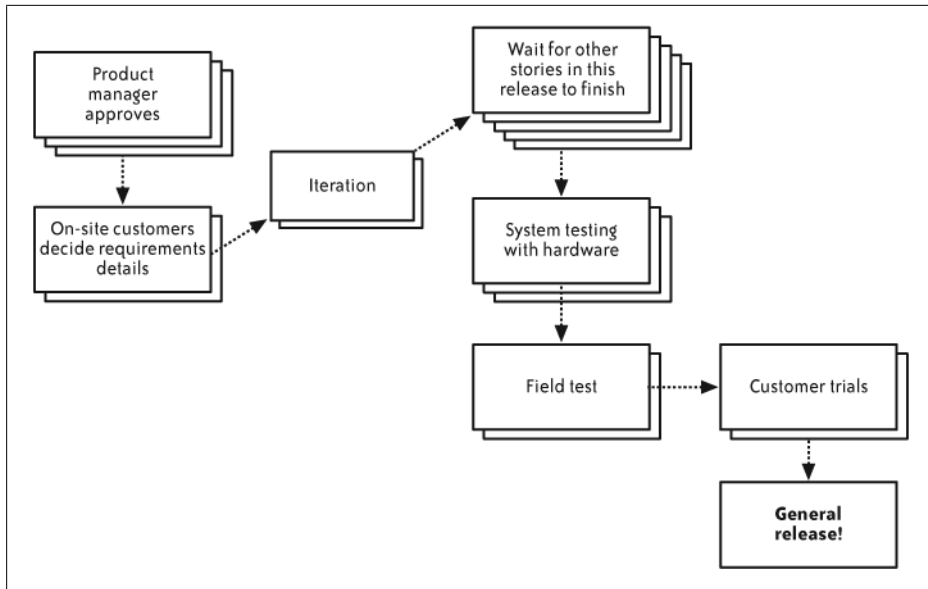 Product
manager
approves
On-site customers
decide requirements
details
Iteration
Wait for other
stories in this
release to finish
System testing
with hardware
Field test
Customer trials
General
release!